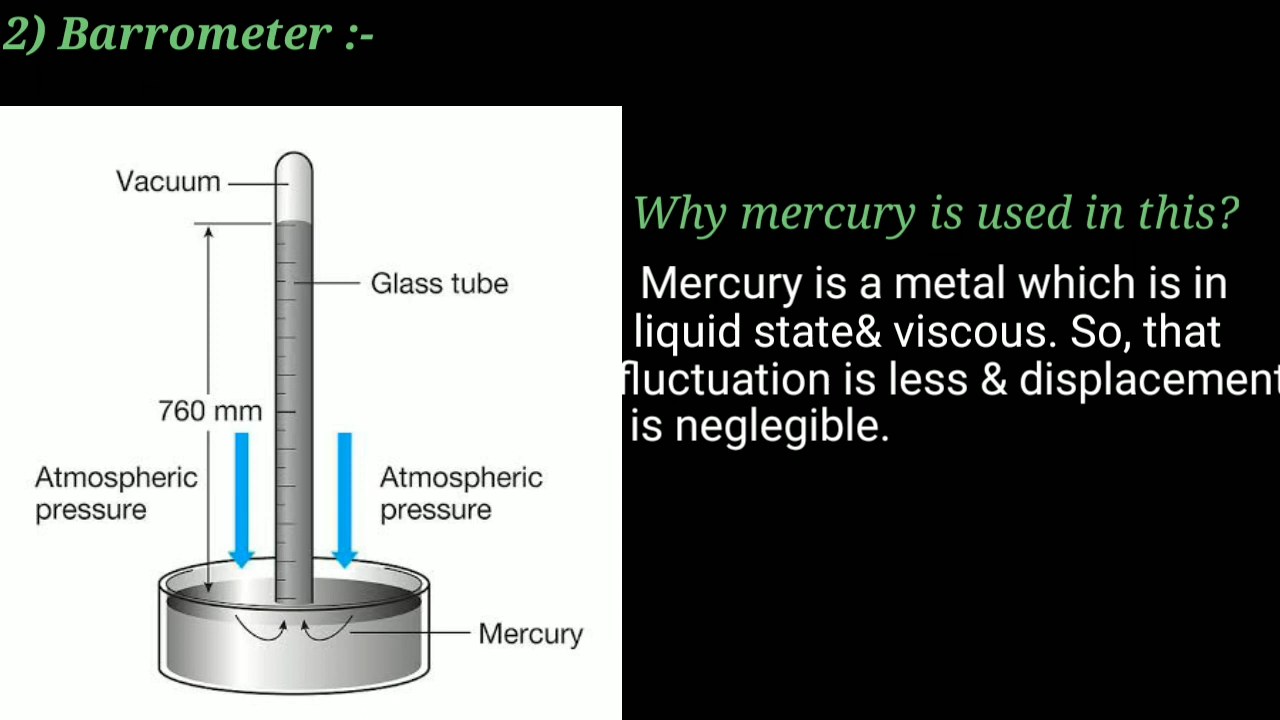 2) Barrometer :-
Vacuum
Glass tube
760 mm
Atmospheric
pressure
Atmospheric
pressure
Mercury
Why mercury is used in this?
Mercury is a metal which is in
liquid state& viscous. So, that
fluctuation is less & displacement
is neglegible.